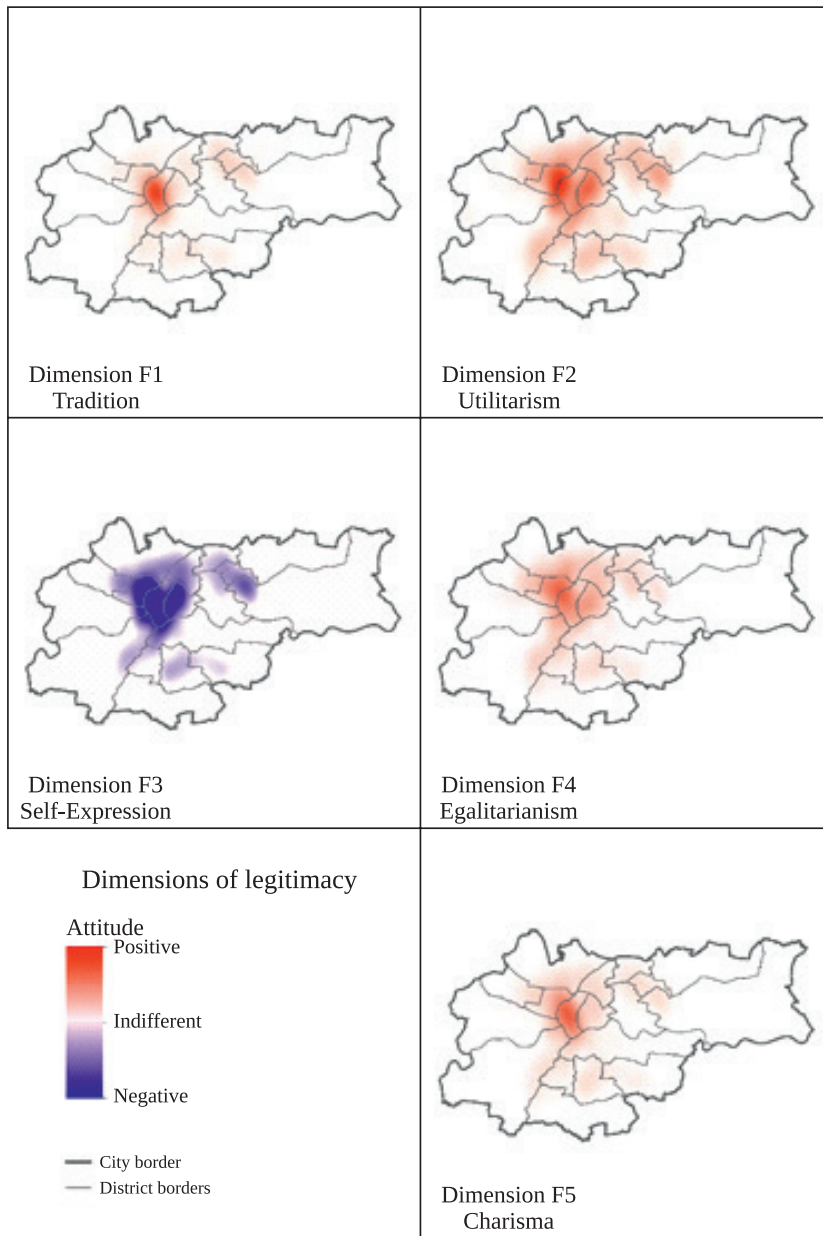 Dimension F1
Tradition
Dimension F2
Utilitarism
Dimension F3
Self-Expression
Dimension F4
Egalitarianism
Dimensions of legitimacy
Attitude
Positive
Indifferent
Negative
City border
District borders
Dimension F5
Charisma